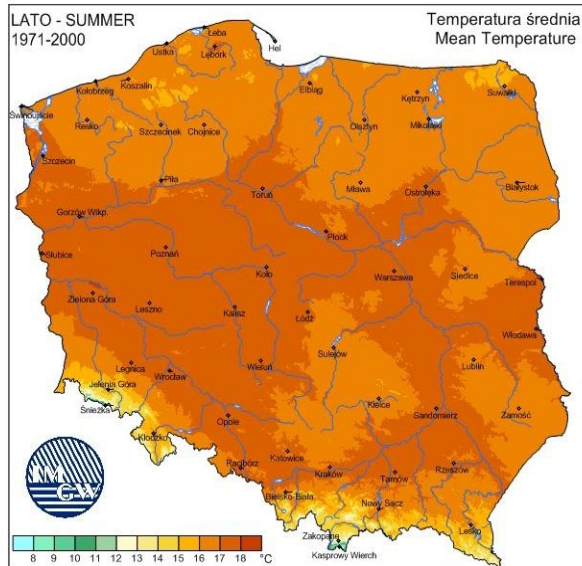 LATO - SUMMER
1971-2000
Temperatura średnia
Mean Temperature
Łeba
Hel
Ustka
Lębork
Koszalin
Kołobrzeg
Elbląg
Kętrzyn
Suwałki
Świnoujście
Resko
Szczecinek
Chojnice
Olsztyn
Mikołajki
Szczecin
Piła
Toruń
Mława
Ostrołęka
Białystok
Gorzów Wlkp.
Płock
Słubice
Poznań
Koło
Warszawa
Siedlce
Terespol
Zielona Góra
Leszno
Kalisz
Łódź
Włodawa
Sulejów
Legnica
Wrocław
Wieluń
Lublin
Jelenia Góra
Śnieżka
Opole
Kielce
Sandomierz
Zamość
Kłodzko
Racibórz
Katowice
Kraków
Tarnów
Rzeszów
Bielsko-Biała
Nowy Sącz
Lesko
Zakopane
Kasprowy Wierch
IM
GW
8 9 10 11 12 13 14 15 16 17 18 °C